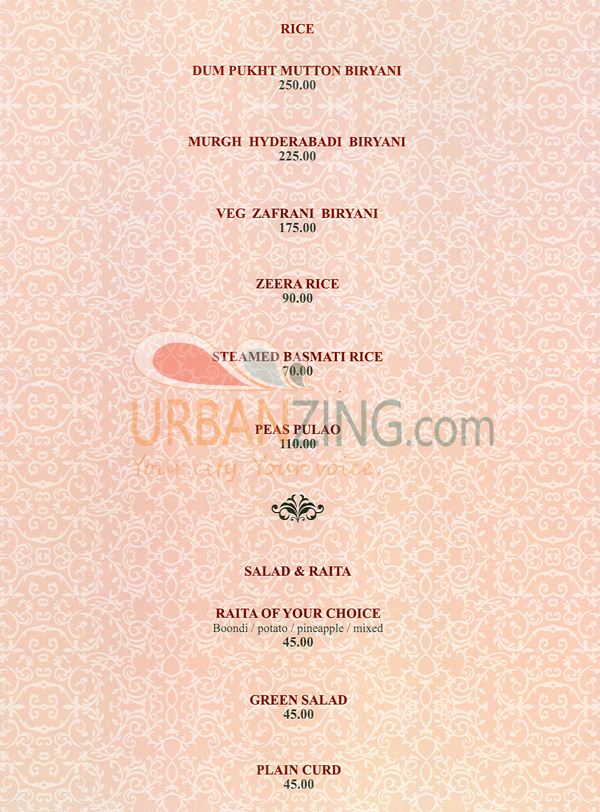 RICE
DUM PUKHT MUTTON BIRYANI
250.00
MURGH HYDERABADI BIRYANI
225.00
VEG ZAFRANI BIRYANI
175.00
ZEERA RICE
90.00
STEAMED BASMATI RICE
70.00
PEAS PULAO
110.00
URBANZING.com
Your city. Your voice.
SALAD & RAITA
RAITA OF YOUR CHOICE
Boondi / potato / pineapple / mixed
45.00
GREEN SALAD
45.00
PLAIN CURD
45.00